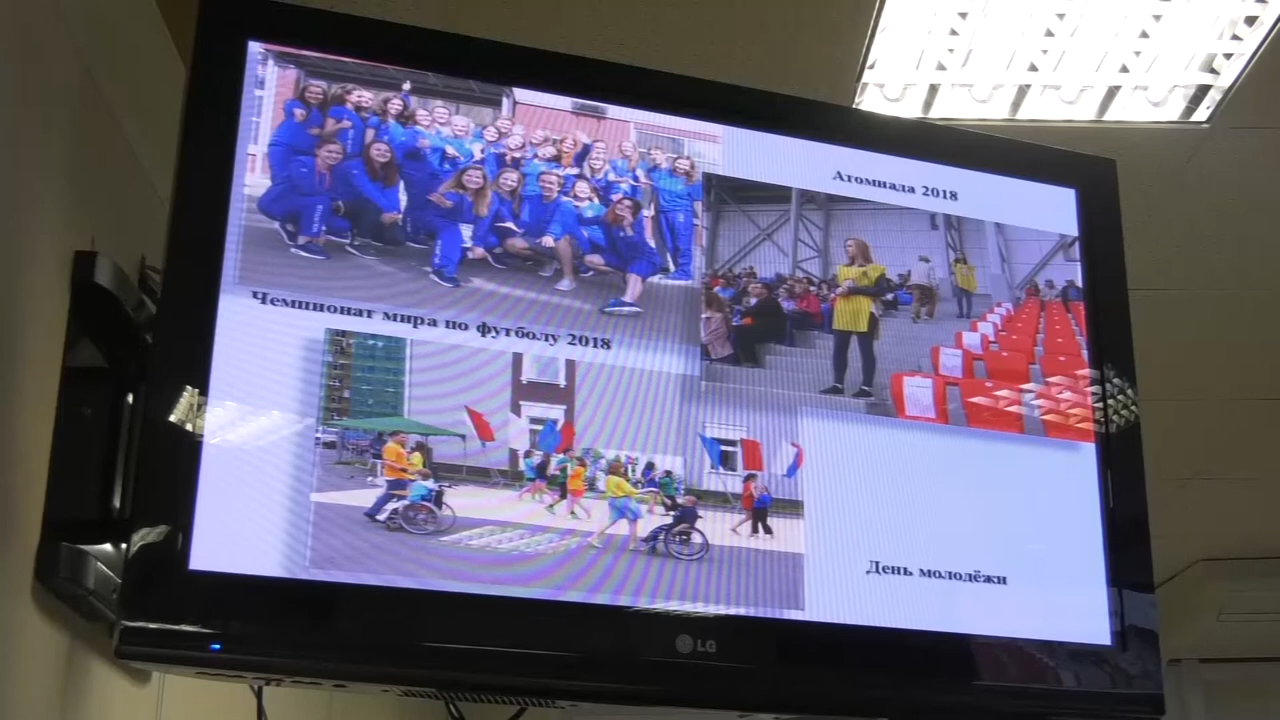 Атомиада 2018
Чемпионат мира по футболу 2018
День молодёжи
LG